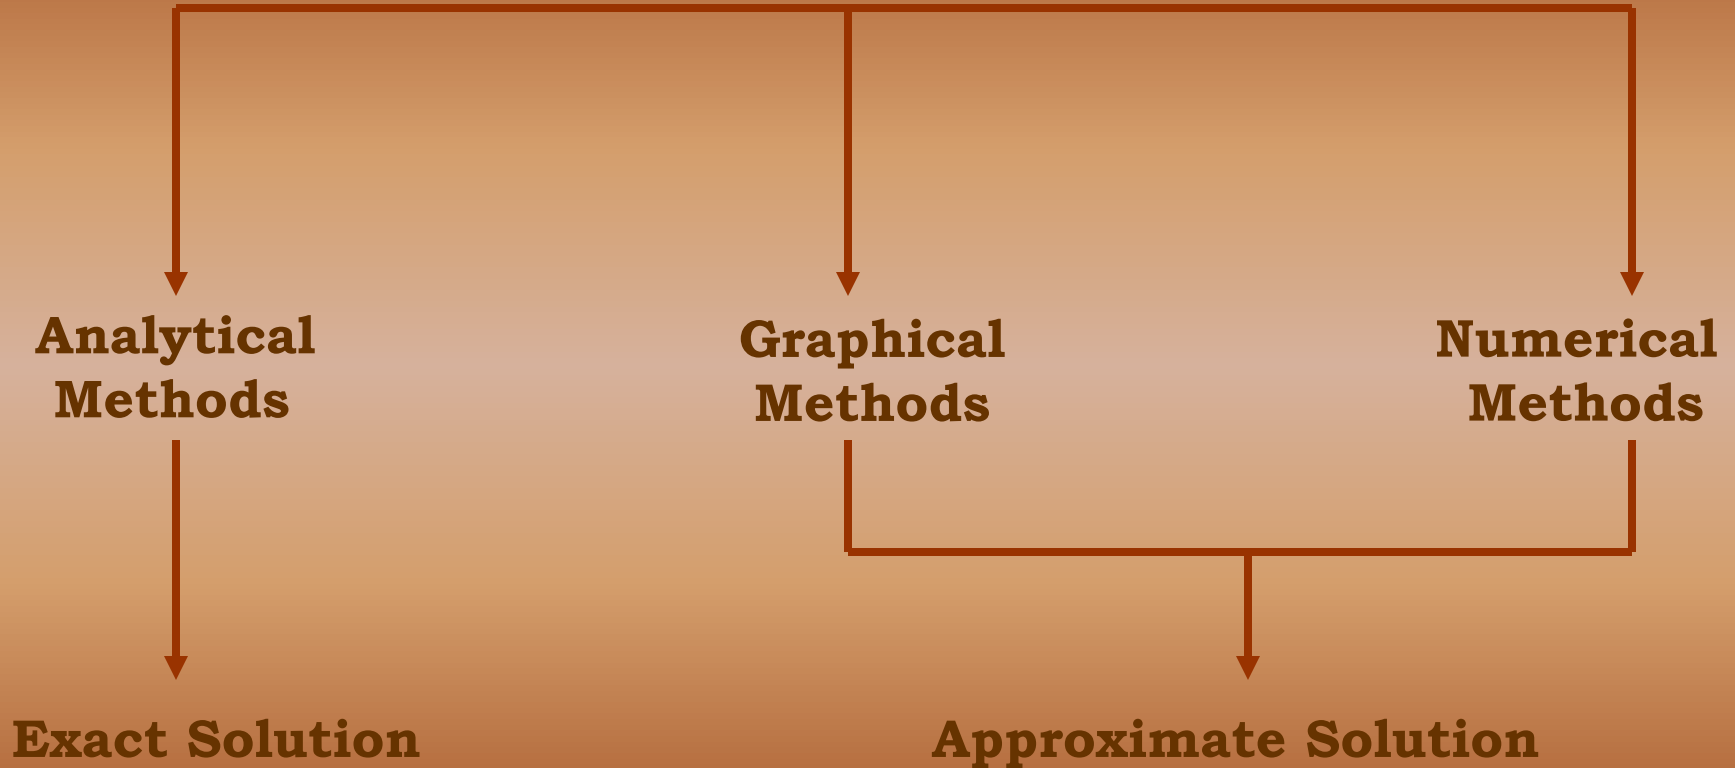 Analytical
Methods
Graphical
Methods
Numerical
Methods
Exact Solution
Approximate Solution